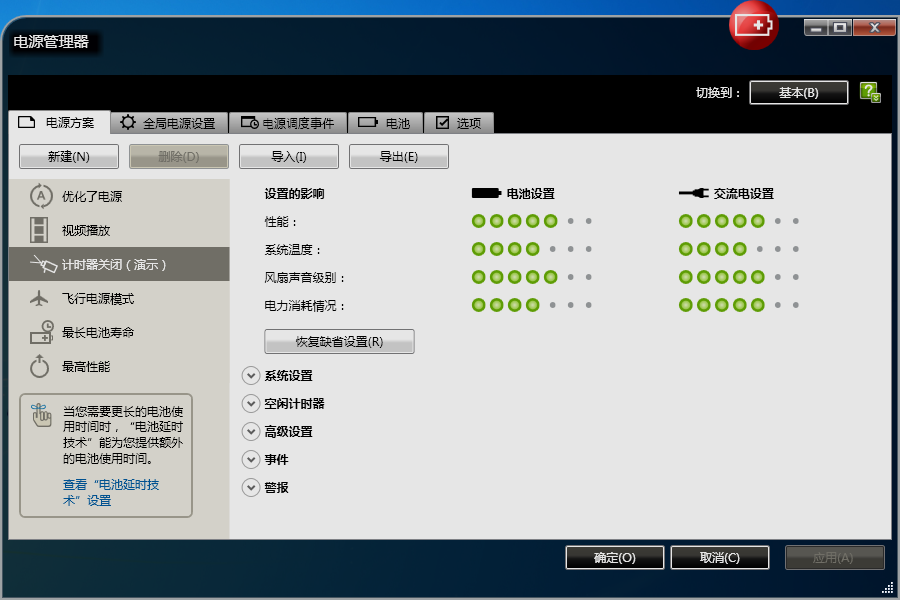 电源管理器
切换到：
基本(B)
?
电源方案
全局电源设置
电源调度事件
电池
选项
新建(N)
删除(D)
导入(I)
导出(E)
A 优化了电源
视频播放
计时器关闭（演示）
飞行电源模式
最长电池寿命
最高性能
当您需要更长的电池使
用时间时，“电池延时
技术”能为您提供额外
的电池使用时间。
查看“电池延时技
术”设置
设置的影响
电池设置
交流电设置
性能：
系统温度：
风扇声音级别：
电力消耗情况：
恢复缺省设置(R)
系统设置
空闲计时器
高级设置
事件
警报
确定(O)
取消(C)
应用(A)